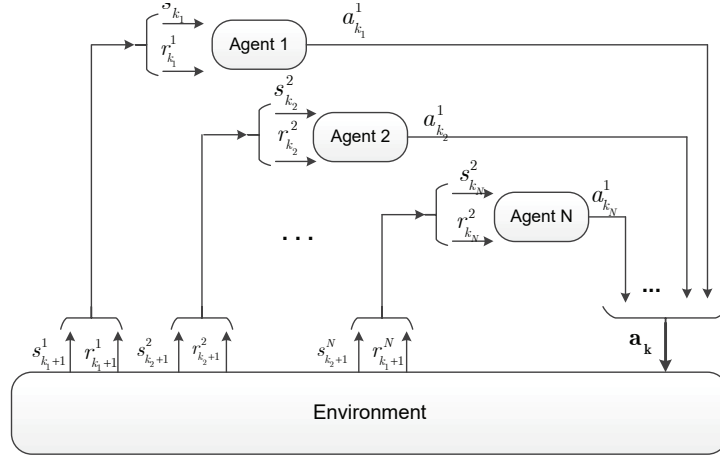 s^1_{k_1}
Agent 1
a^1_{k_1}
r^1_{k_1}
s^2_{k_2}
Agent 2
a^1_{k_2}
r^2_{k_2}
s^2_{k_N}
Agent N
a^1_{k_N}
r^2_{k_N}
...
...
a_k
s^1_{k_1+1} r^1_{k_1+1} s^2_{k_2+1} r^2_{k_2+1} s^N_{k_2+1} r^N_{k_1+1}
Environment